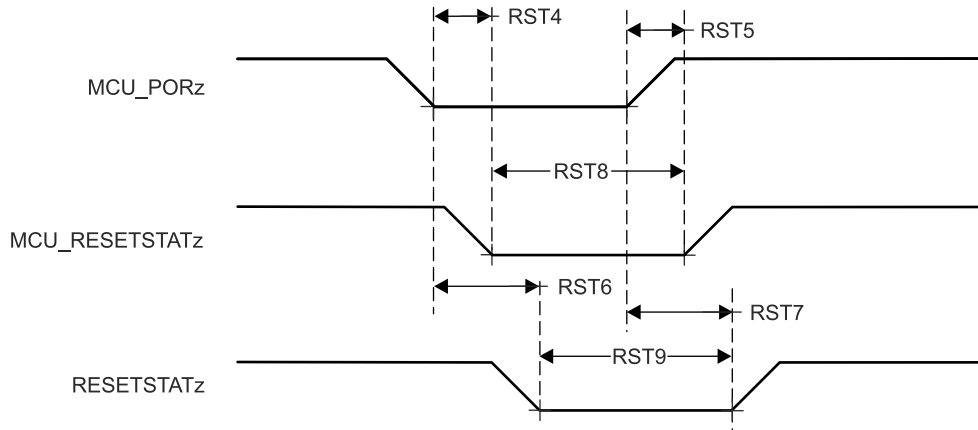 RST4
RST5
MCU_PORz
RST8
MCU_RESETSTATz
RST6
RST7
RST9
RESETSTATz